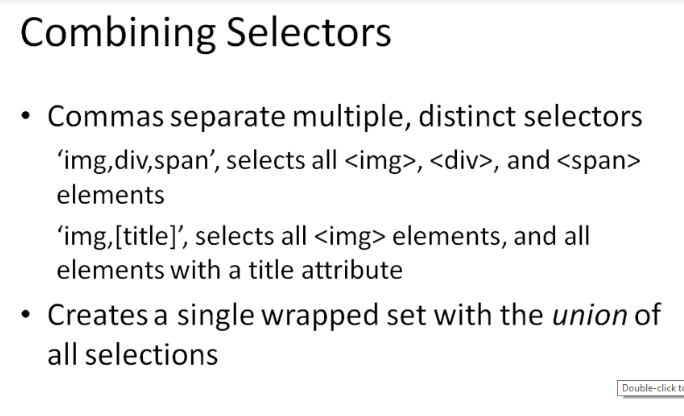 Combining Selectors
• Commas separate multiple, distinct selectors
‘img,div,span’, selects all <img>, <div>, and <span>
elements
‘img,[title]’, selects all <img> elements, and all
elements with a title attribute
• Creates a single wrapped set with the union of
all selections
Double-click to